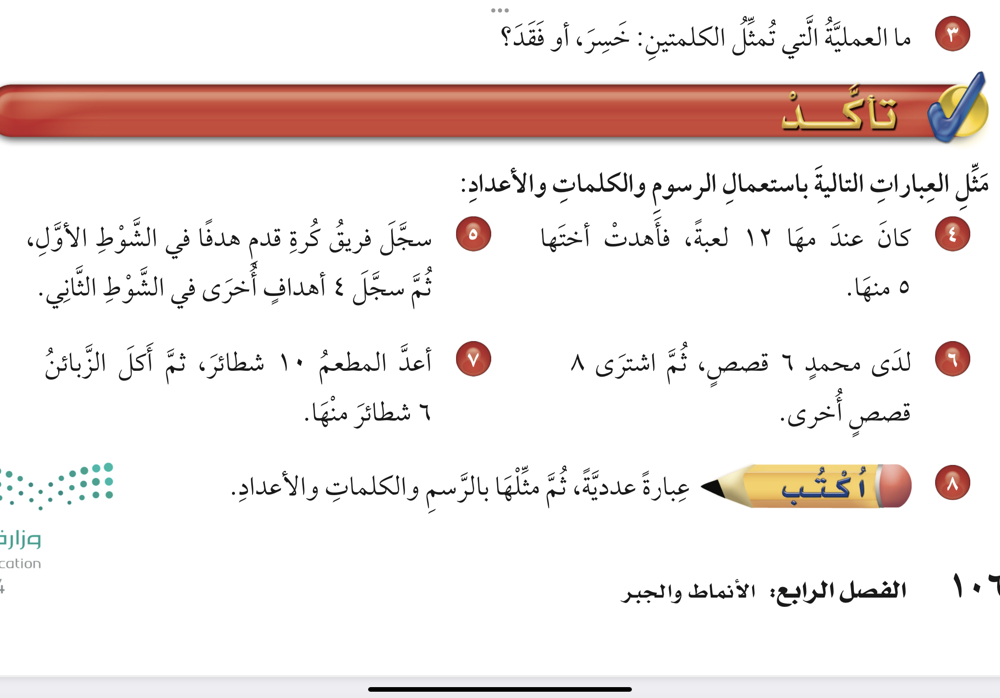 ٣ ما العمليَّةُ الَّتي تُمثِّلُ الكلمتينِ: خَسِرَ، أو فَقَدَ؟
تأكَّــدْ
مَثِّلِ العِباراتِ التاليةَ باستعمالِ الرسومِ والكلماتِ والأعدادِ:
٤ كانَ عندَ مهَا ١٢ لعبةً، فأَهدتْ أختَها
٥ منهَا.
٥ سجَّلَ فريقُ كُرةِ قدمٍ هدفًا في الشَّوْطِ الأوَّلِ،
ثُمَّ سجَّلَ ٤ أهدافٍ أُخرَى في الشَّوْطِ الثَّانِي.
٦ لدَى محمدٍ ٦ قصصٍ، ثُمَّ اشترَى ٨
قصصٍ أُخرى.
٧ أعدَّ المطعمُ ١٠ شطائرَ، ثمَّ أَكلَ الزَّبائنُ
٦ شطائرَ منْهَا.
٨ اُكْتُب عِبارةً عدديَّةً، ثُمَّ مثِّلْهَا بالرَّسمِ والكلماتِ والأعدادِ.
١٠٦ الفصل الرابع: الأنماط والجبر